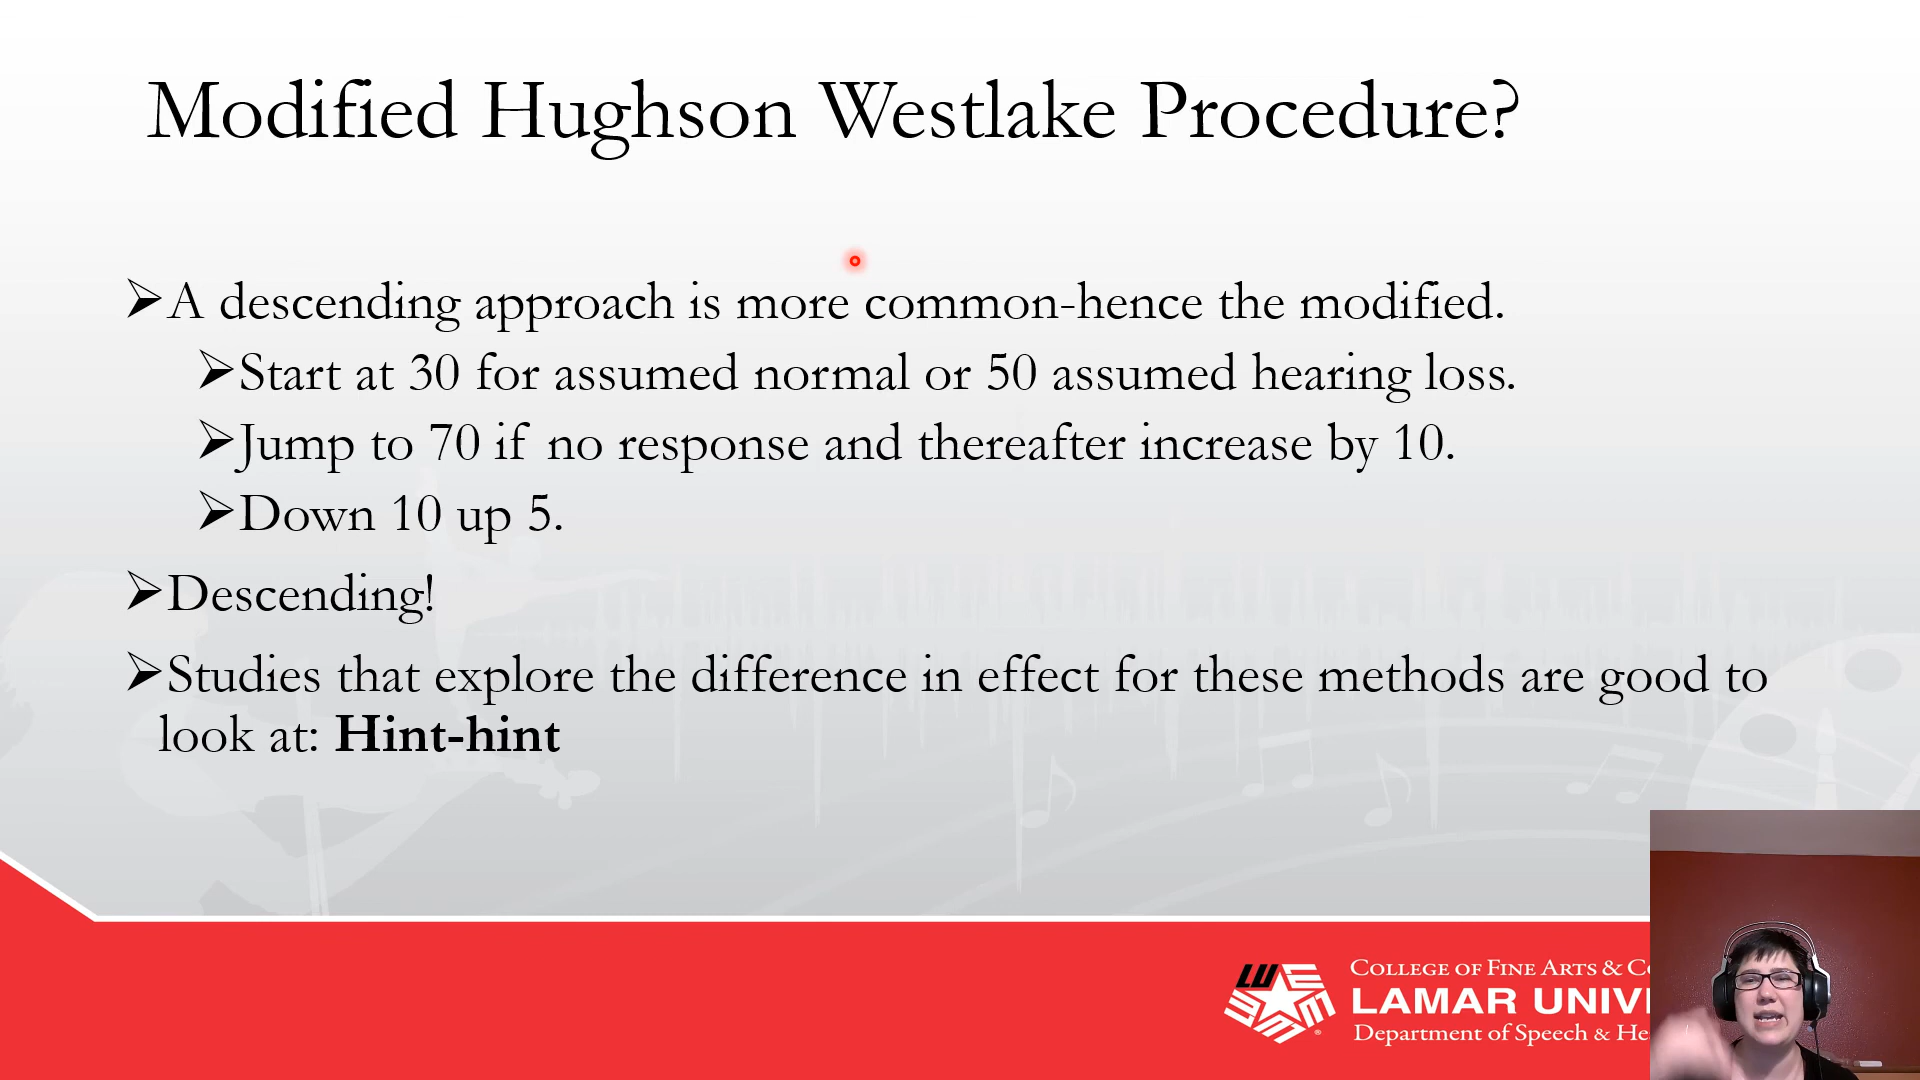 Modified Hughson Westlake Procedure?
➤A descending approach is more common-hence the modified.
➤Start at 30 for assumed normal or 50 assumed hearing loss.
➤Jump to 70 if no response and thereafter increase by 10.
➤Down 10 up 5.
➤Descending!
➤Studies that explore the difference in effect for these methods are good to
look at: Hint-hint
COLLEGE OF FINE ARTS & CO
LAMAR UNIV
Department of Speech & He